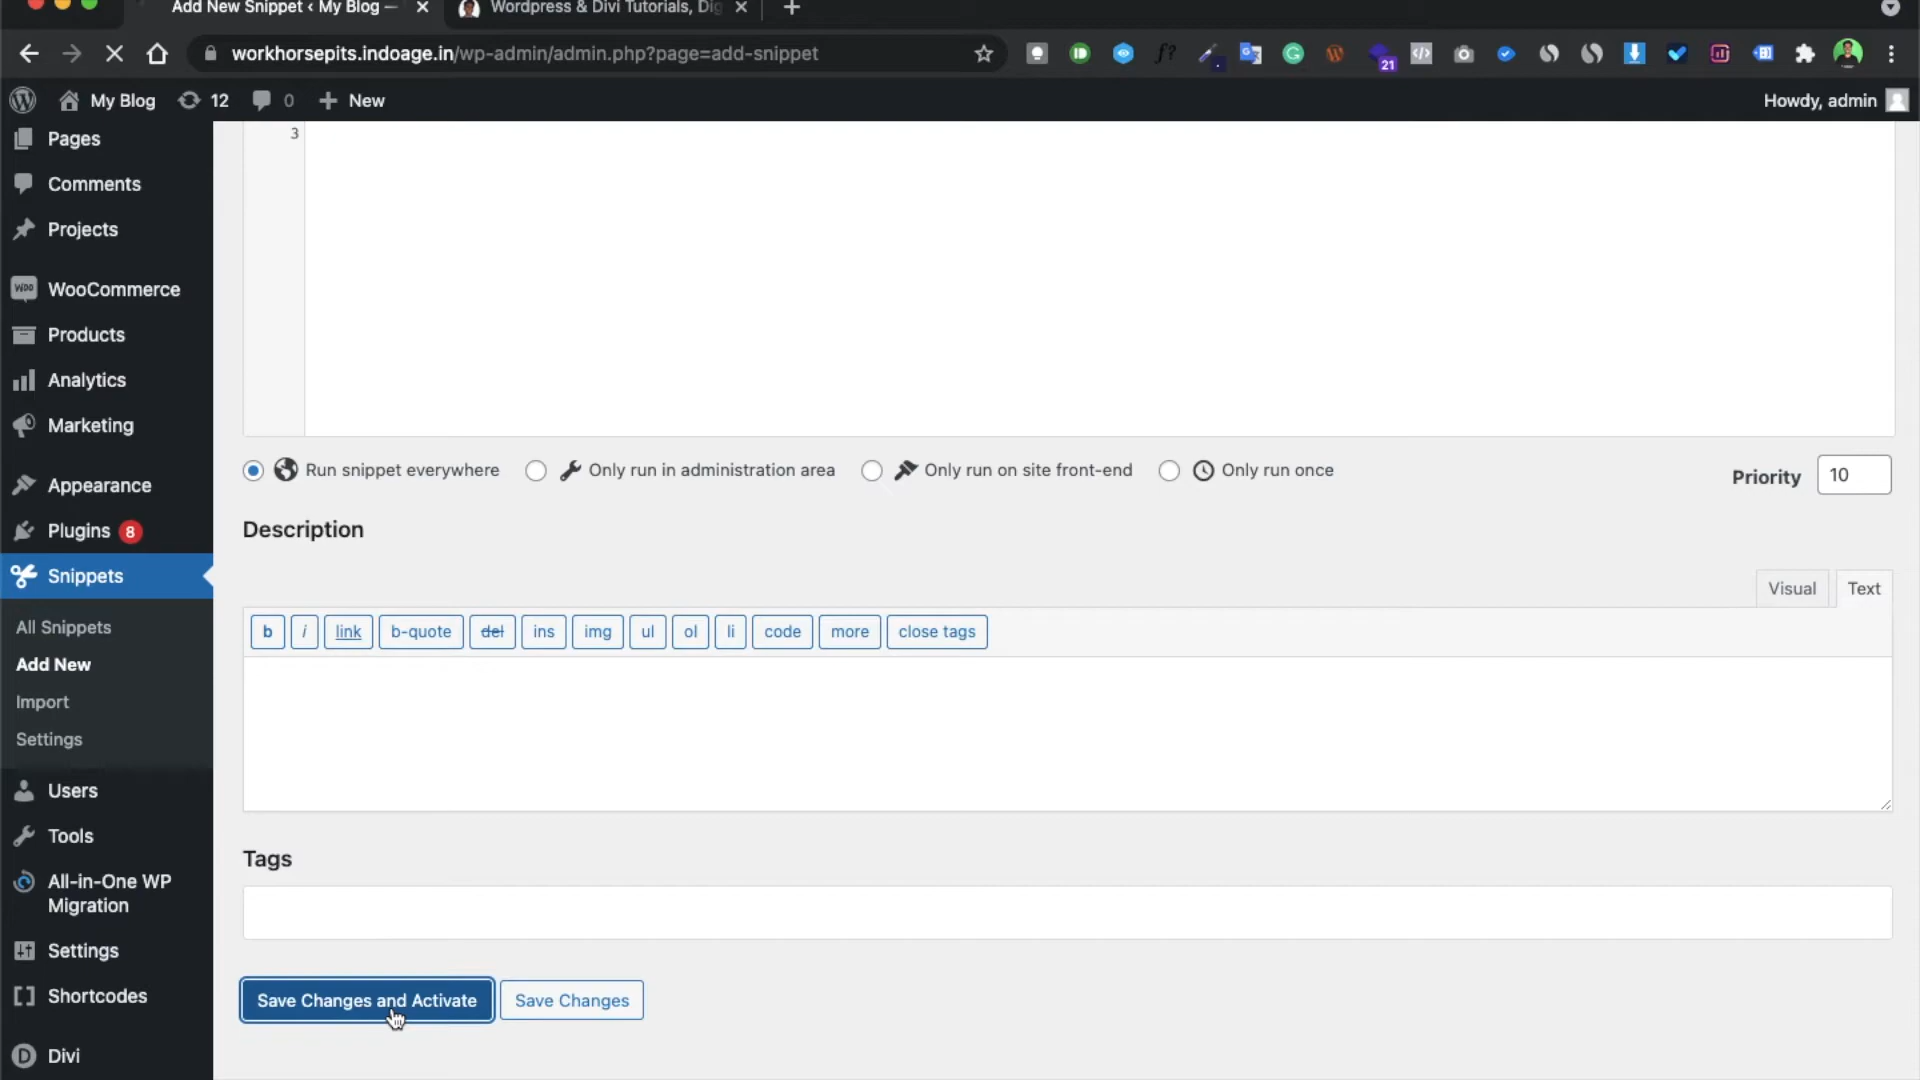 Add New Snippet ‹ My Blog —
Wordpress & Divi Tutorials, Dig
workhorsepits.indoage.in/wp-admin/admin.php?page=add-snippet
21
My Blog
12
0
New
Howdy, admin
Pages
Comments
Projects
WooCommerce
Products
Analytics
Marketing
Appearance
Plugins 8
Snippets
All Snippets
Add New
Import
Settings
Users
Tools
All-in-One WP
Migration
Settings
Shortcodes
Divi
3
Run snippet everywhere
Only run in administration area
Only run on site front-end
Only run once
Priority 10
Description
Visual Text
b i link b-quote del ins img ul ol li code more close tags
Tags
Save Changes and Activate
Save Changes